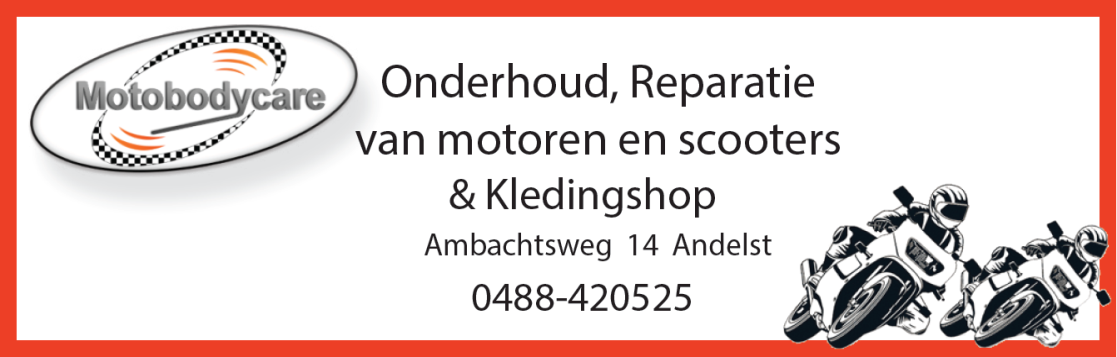 Motobodycare
Onderhoud, Reparatie
van motoren en scooters
& Kledingshop
Ambachtsweg 14 Andelst
0488-420525